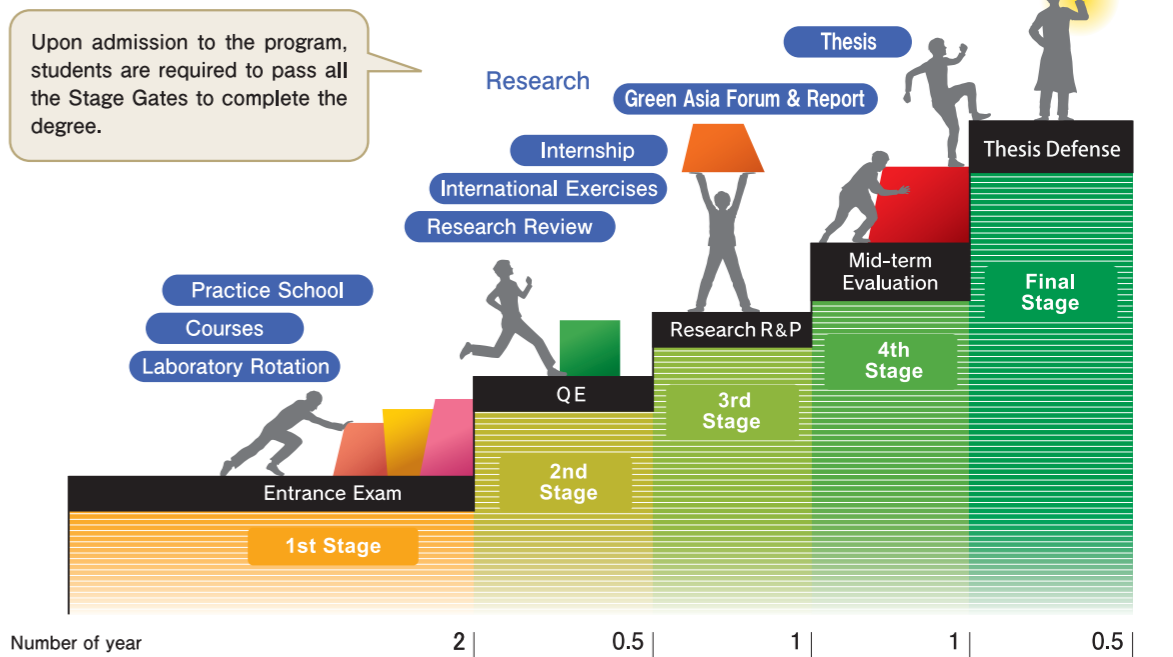 Upon admission to the program,
students are required to pass all
the Stage Gates to complete the
degree.
Research
Thesis
Green Asia Forum & Report
Internship
International Exercises
Research Review
Practice School
Courses
Laboratory Rotation
Entrance Exam
1st Stage
QE
2nd
Stage
Research R&P
3rd
Stage
Mid-term
Evaluation
4th
Stage
Thesis Defense
Final
Stage
Number of year 2 0.5 1 1 0.5